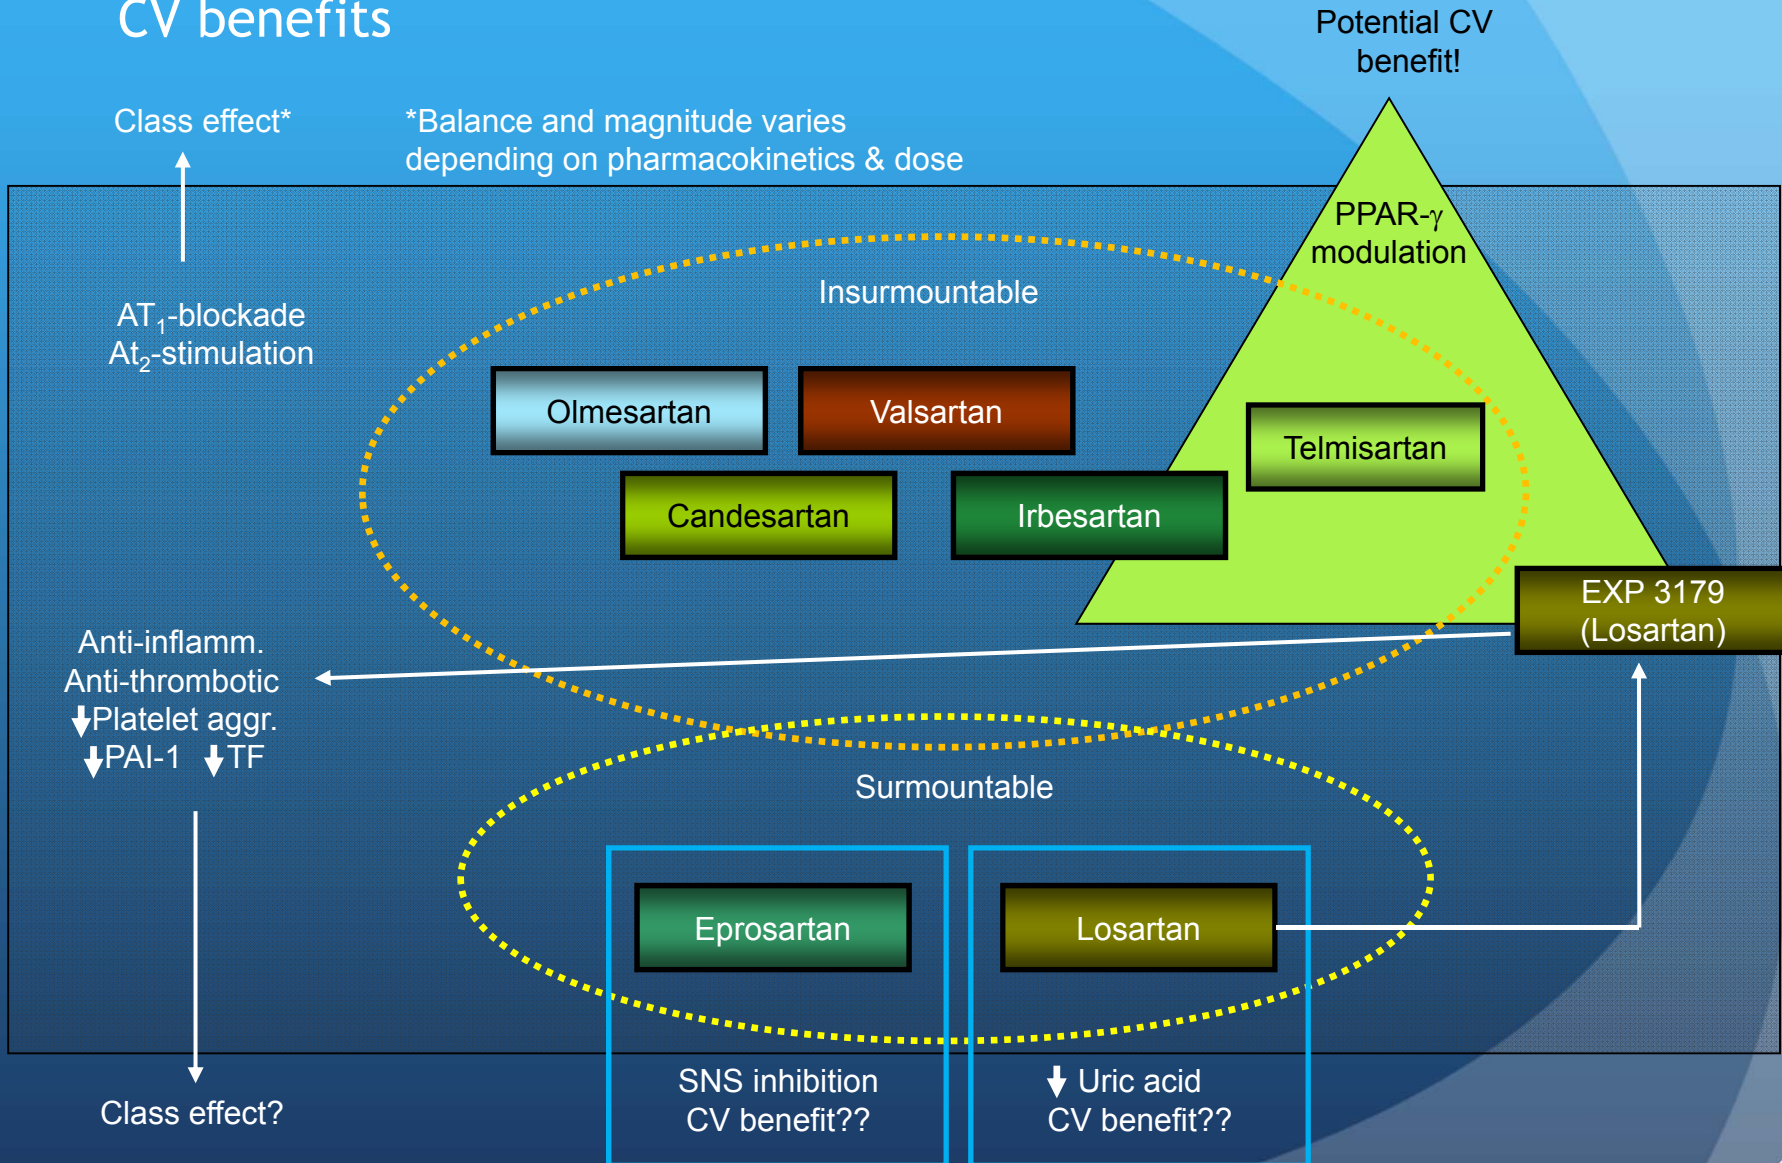 CV benefits
Potential CV
benefit!
Class effect*
*Balance and magnitude varies
depending on pharmacokinetics & dose
PPAR-γ
modulation
Insurmountable
AT₁-blockade
At₂-stimulation
Olmesartan
Valsartan
Telmisartan
Candesartan
Irbesartan
EXP 3179
(Losartan)
Anti-inflamm.
Anti-thrombotic
↓Platelet aggr.
↓PAI-1 ↓TF
Surmountable
Eprosartan
Losartan
SNS inhibition
CV benefit??
↓ Uric acid
CV benefit??
Class effect?